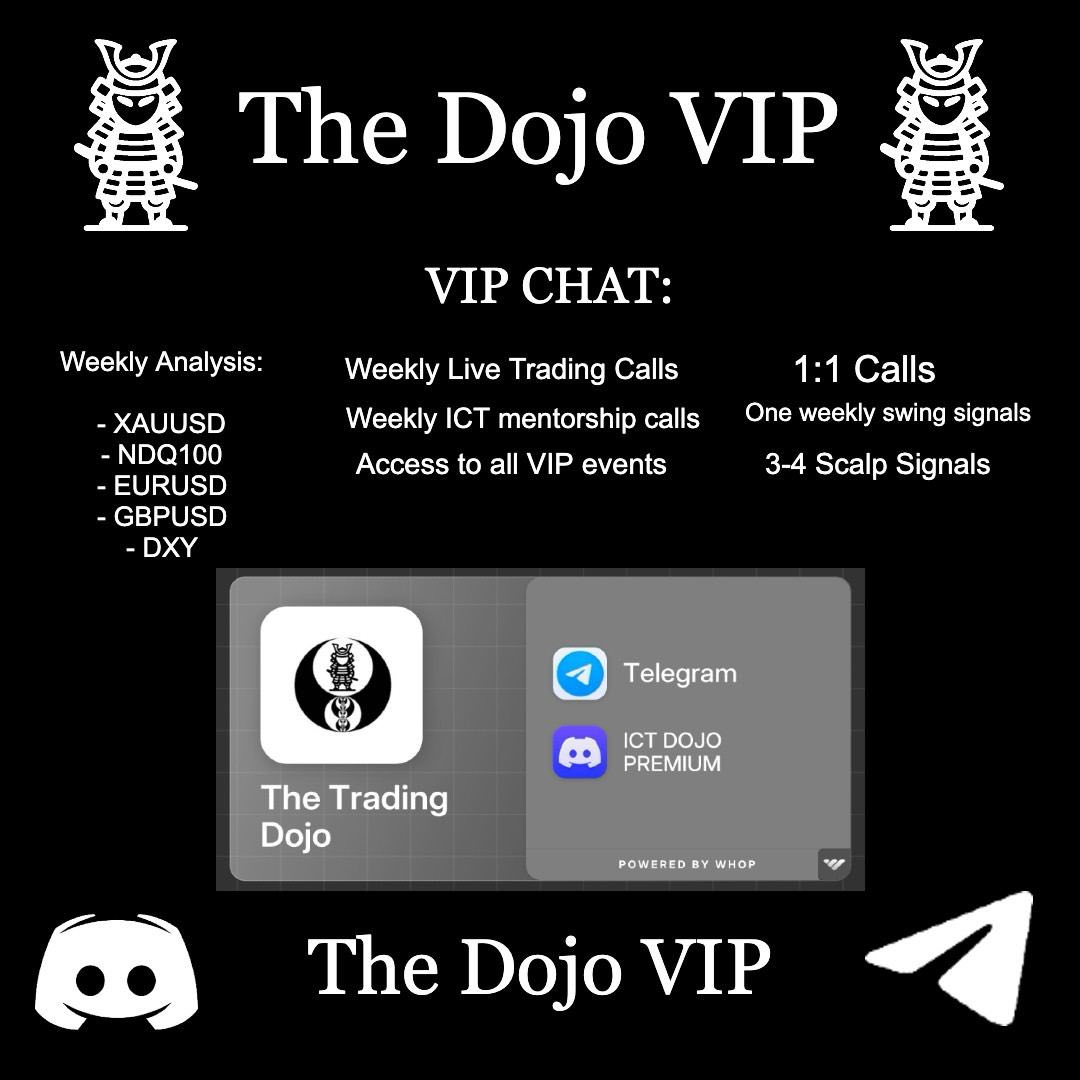 The Dojo VIP
VIP CHAT:
Weekly Analysis:
- XAUUSD
- NDQ100
- EURUSD
- GBPUSD
- DXY
Weekly Live Trading Calls
Weekly ICT mentorship calls
Access to all VIP events
1:1 Calls
One weekly swing signals
3-4 Scalp Signals
The Trading
Dojo
Telegram
ICT DOJO
PREMIUM
POWERED BY WHOP
The Dojo VIP